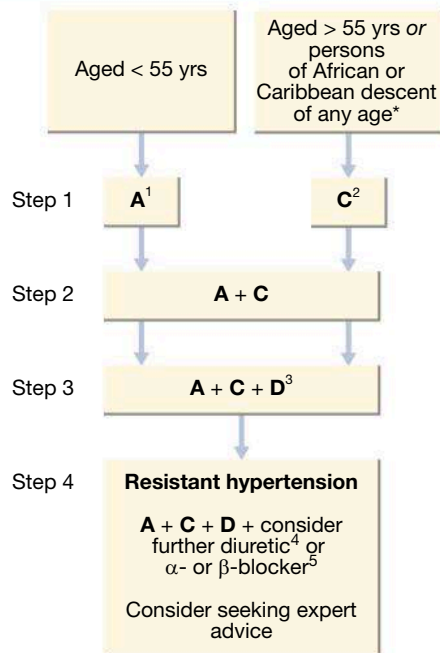 Aged < 55 yrs
Aged > 55 yrs or
persons
of African or
Caribbean descent
of any age*
Step 1
A¹
C²
Step 2
A + C
Step 3
A + C + D³
Step 4
Resistant hypertension
A + C + D + consider
further diuretic⁴ or
α- or β-blocker⁵
Consider seeking expert
advice